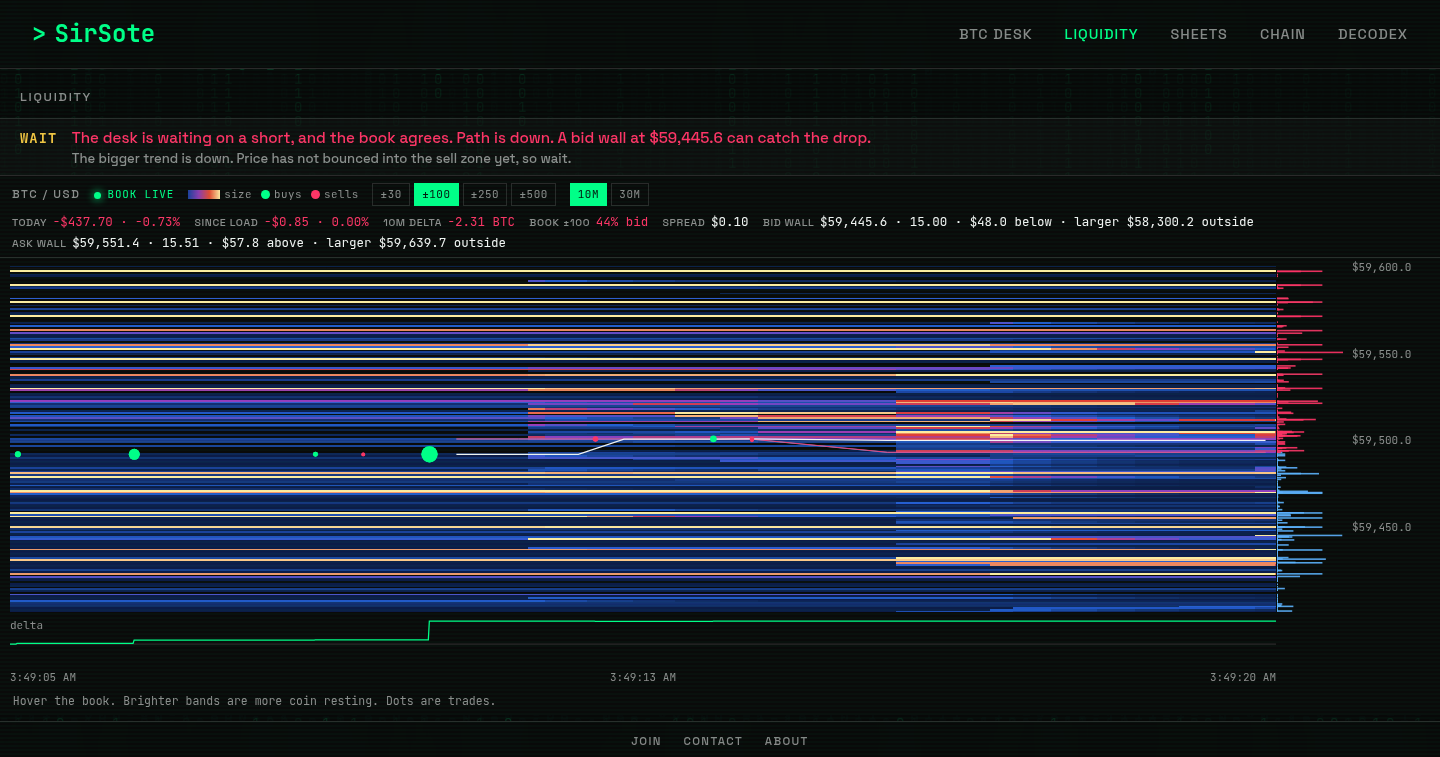 > SirSote
BTC DESK LIQUIDITY SHEETS CHAIN DECODEX
LIQUIDITY
WAIT The desk is waiting on a short, and the book agrees. Path is down. A bid wall at $59,445.6 can catch the drop.
The bigger trend is down. Price has not bounced into the sell zone yet, so wait.
BTC / USD BOOK LIVE size buys sells ±30 ±100 ±250 ±500 10M 30M
TODAY -$437.70 · -0.73% SINCE LOAD -$0.85 · 0.00% 10M DELTA -2.31 BTC BOOK ±100 44% bid SPREAD $0.10 BID WALL $59,445.6 · 15.00 · $48.0 below · larger $58,300.2 outside
ASK WALL $59,551.4 · 15.51 · $57.8 above · larger $59,639.7 outside
$59,600.0
$59,550.0
$59,500.0
$59,450.0
delta
3:49:05 AM 3:49:13 AM 3:49:20 AM
Hover the book. Brighter bands are more coin resting. Dots are trades.
JOIN CONTACT ABOUT